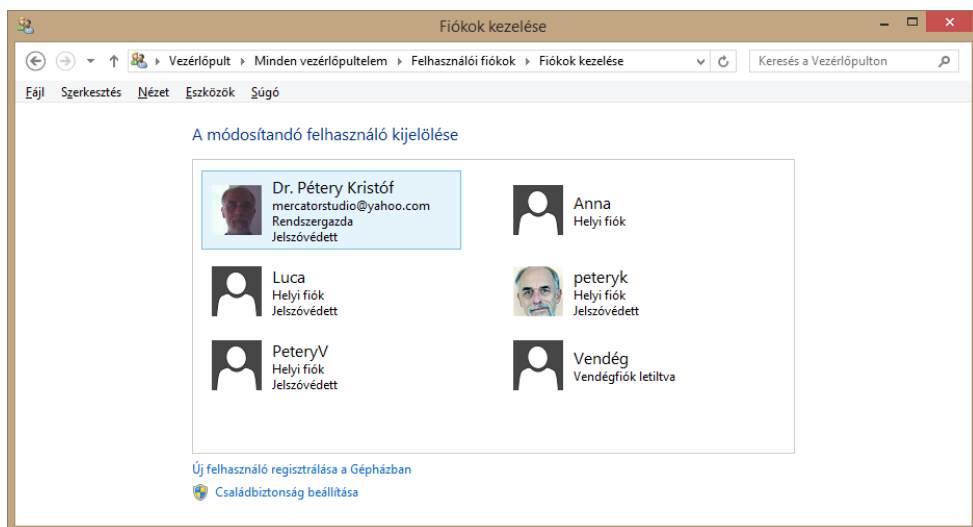 Fiókok kezelése
Vezérlőpult Minden vezérlőpultelem Felhasználói fiókok Fiókok kezelése Keresés a Vezérlőpulton
Fájl Szerkesztés Nézet Eszközök Súgó
A módosítandó felhasználó kijelölése
Dr. Pétery Kristóf
mercatorstudio@yahoo.com
Rendszergazda
Jelszóvédett
Anna
Helyi fiók
Luca
Helyi fiók
Jelszóvédett
peteryk
Helyi fiók
Jelszóvédett
PeteryV
Helyi fiók
Jelszóvédett
Vendég
Vendégfiók letiltva
Új felhasználó regisztrálása a Gépházban
Családbiztonság beállítása